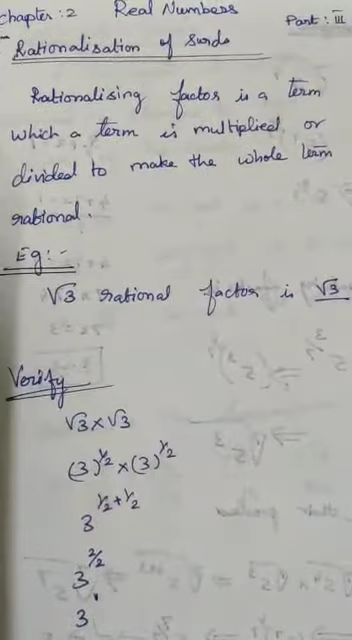 Chapter :2 Real Numbers Part : III
Rationalisation of Surds
Rationalising factor is a term
which a term is multiplied or
divided to make the whole term
rational.
Eg:-
√3 rational factor is √3
Verify
√3 × √3
(3)^1/2 × (3)^1/2
3^1/2 + 1/2
3^2/2
3